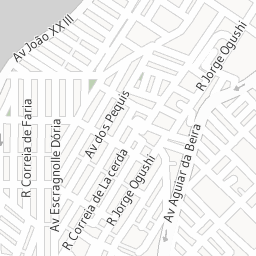 Av João XXIII
R Jorge Ogushi
Av dos Pequis
R Correia de Faria
Av Escragnolle Dória
Av Aguiar da Beira
R Correia de Lacerda
R Jorge Ogushi